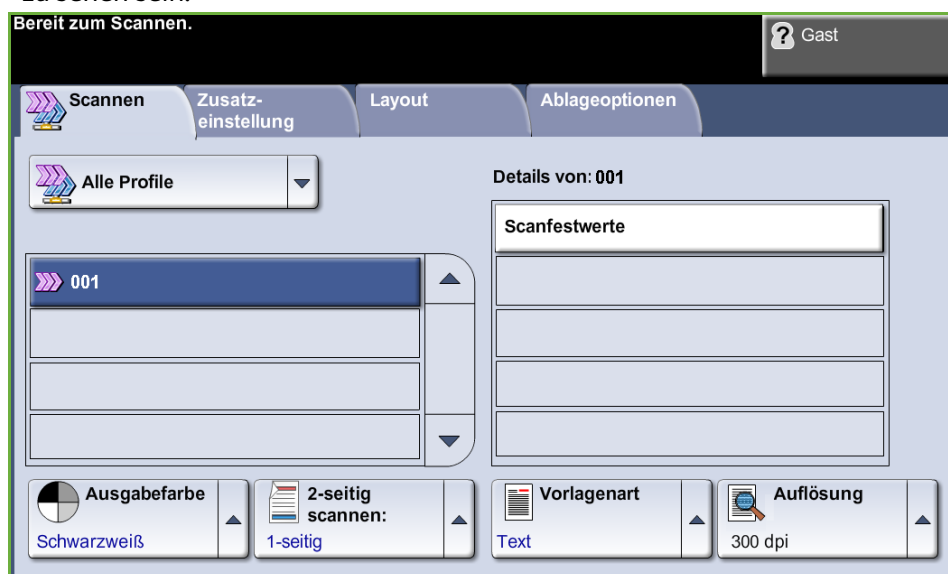 Bereit zum Scannen.
Gast
Scannen
Zusatz-
einstellung
Layout
Ablageoptionen
Alle Profile
Details von: 001
Scanfestwerte
001
Ausgabefarbe
Schwarzweiß
2-seitig
scannen:
1-seitig
Vorlagenart
Text
Auflösung
300 dpi